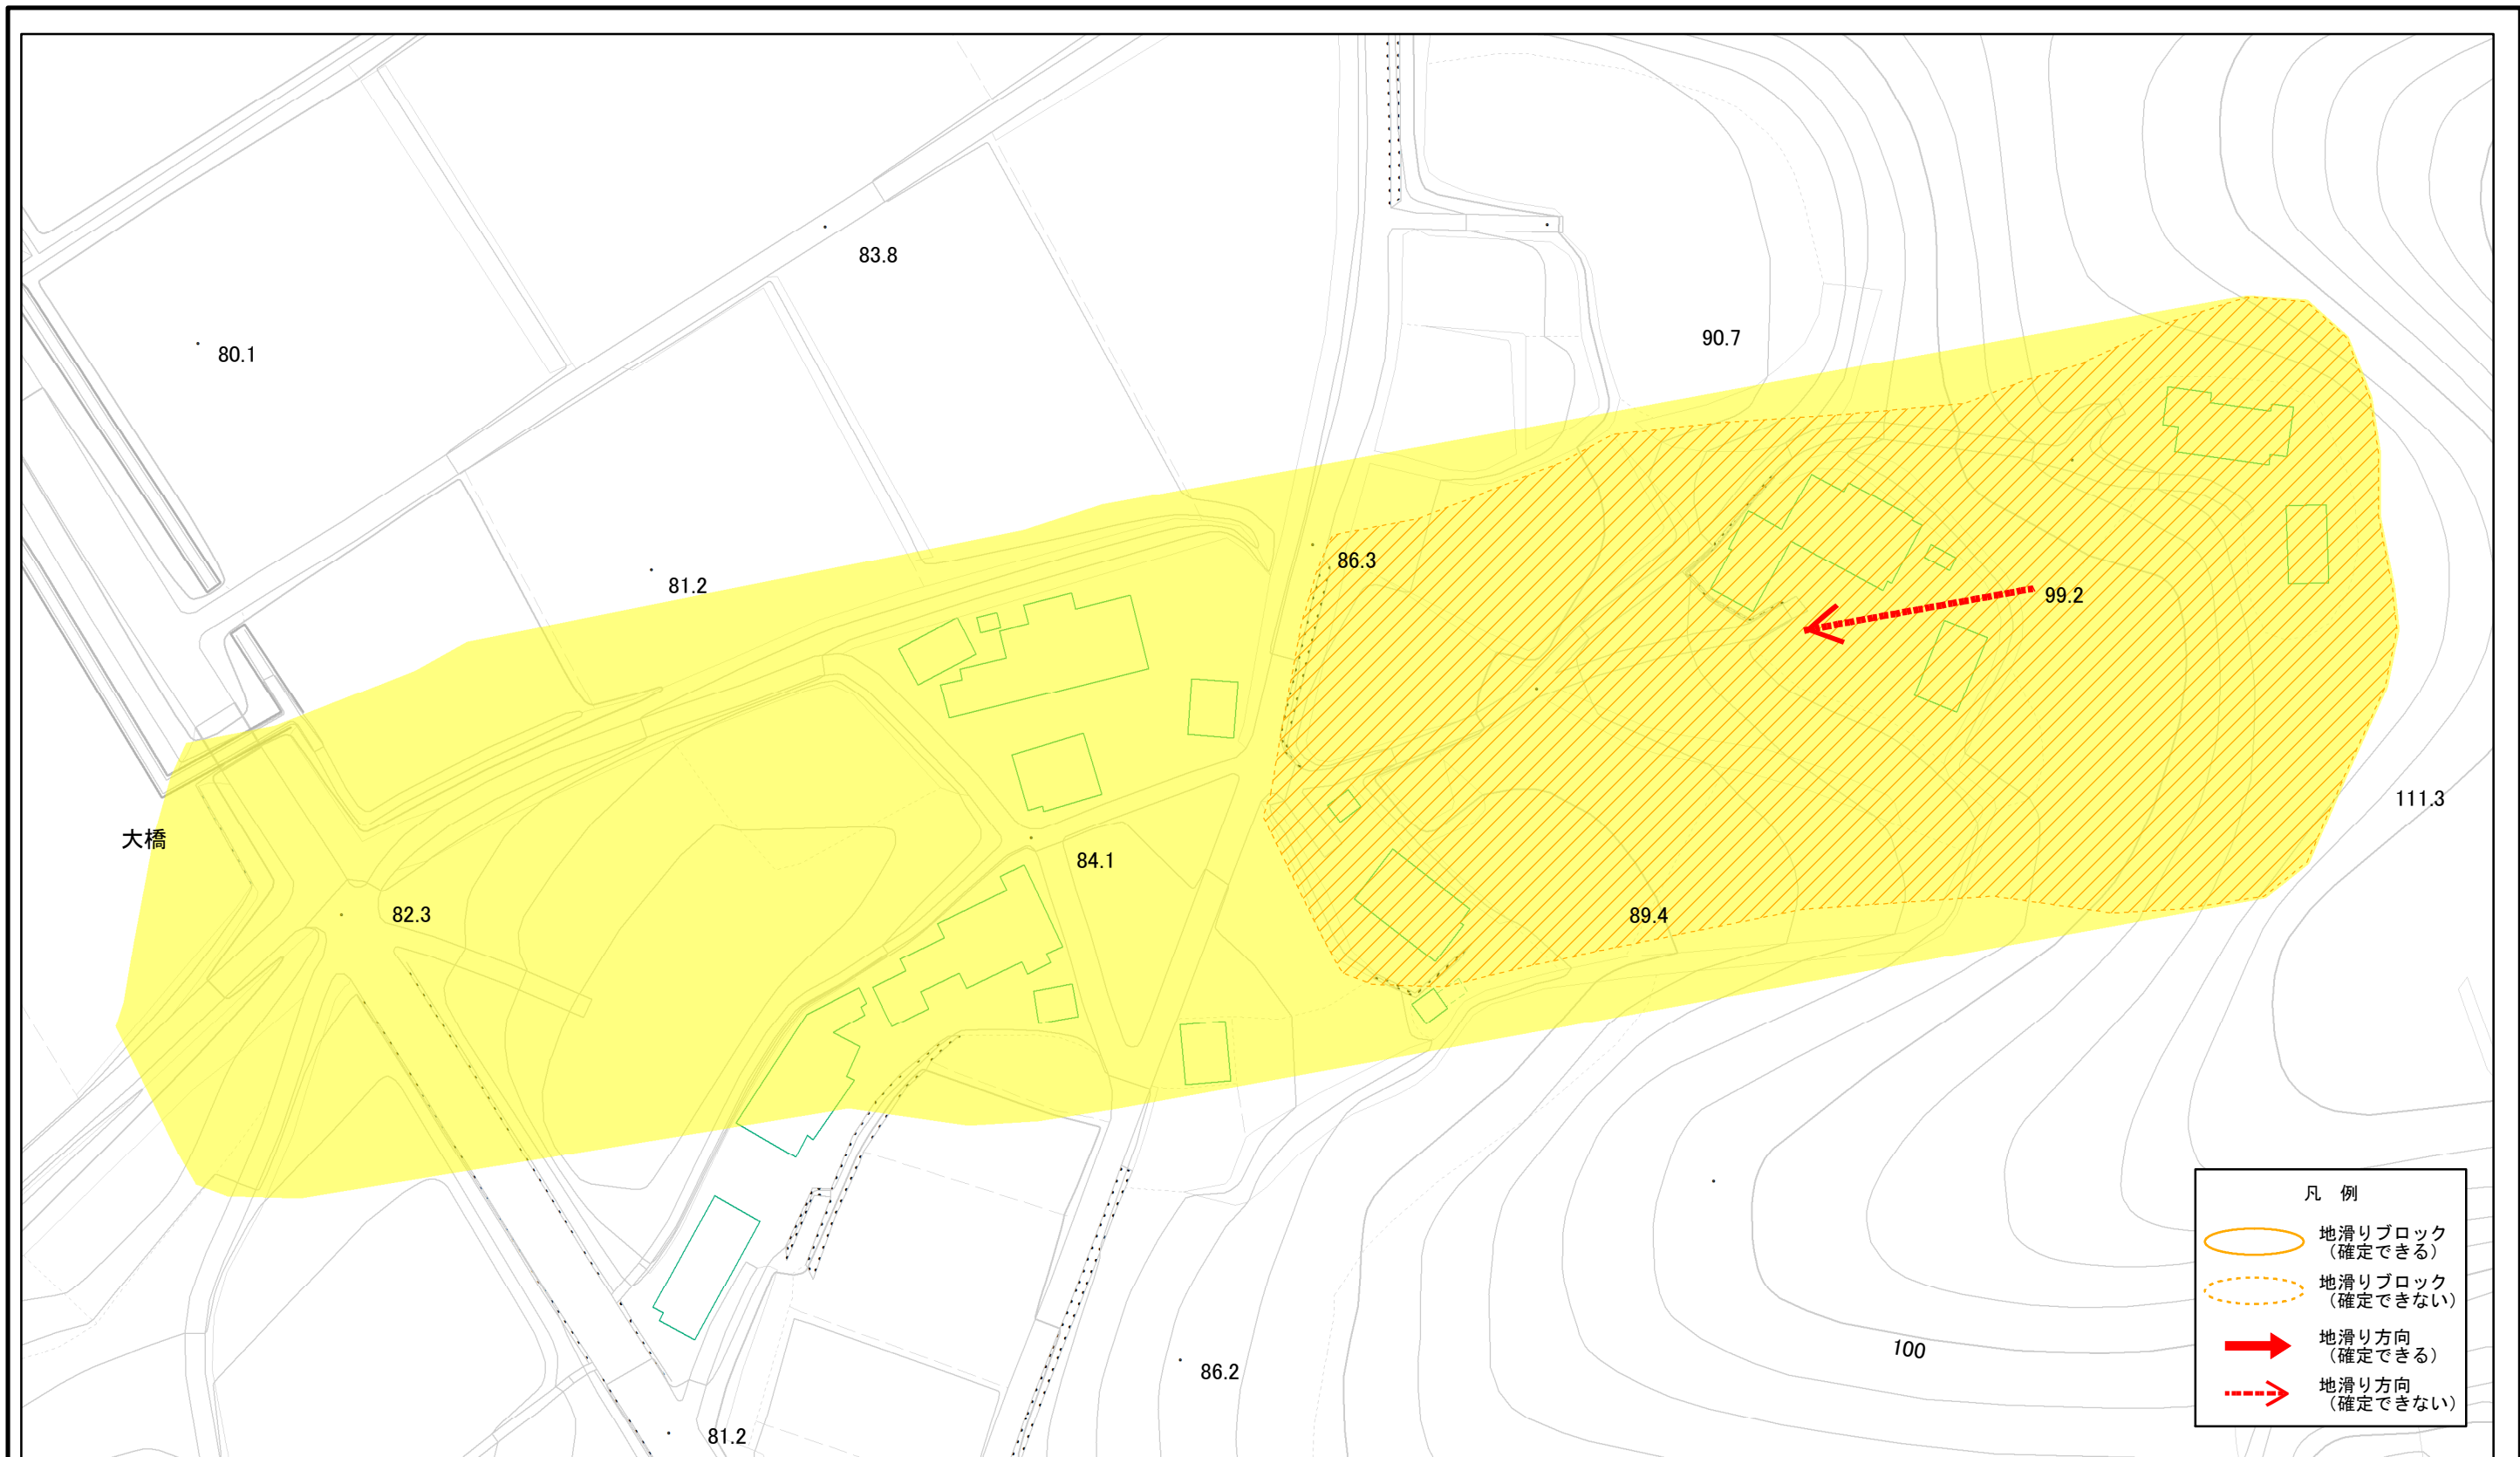 83.8
90.7
80.1
86.3
81.2
99.2
111.3
大橋
84.1
82.3
89.4
凡 例
地滑りブロック
(確定できる)
地滑りブロック
(確定できない)
地滑り方向
(確定できる)
地滑り方向
(確定できない)
100
86.2
81.2